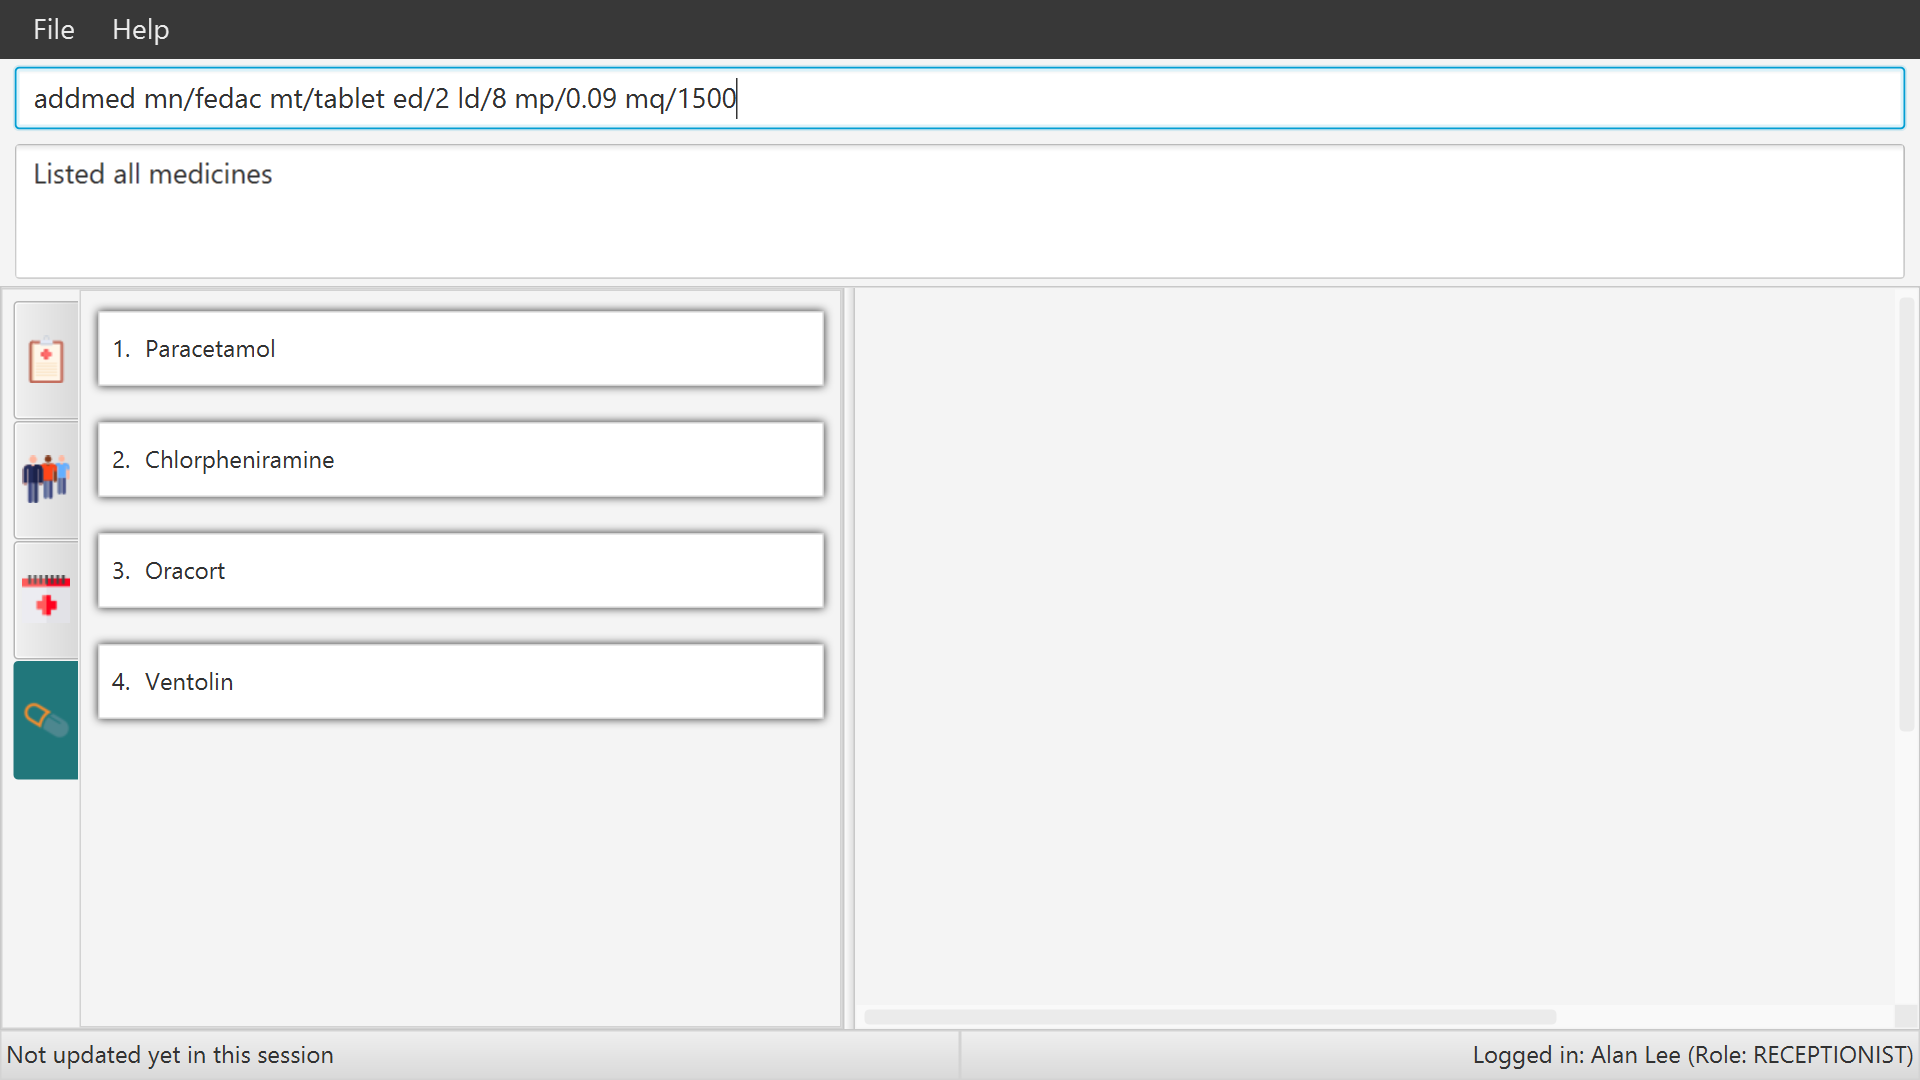 File Help
addmed mn/fedac mt/tablet ed/2 ld/8 mp/0.09 mq/1500
Listed all medicines
1. Paracetamol
2. Chlorpheniramine
3. Oracort
4. Ventolin
Not updated yet in this session
Logged in: Alan Lee (Role: RECEPTIONIST)